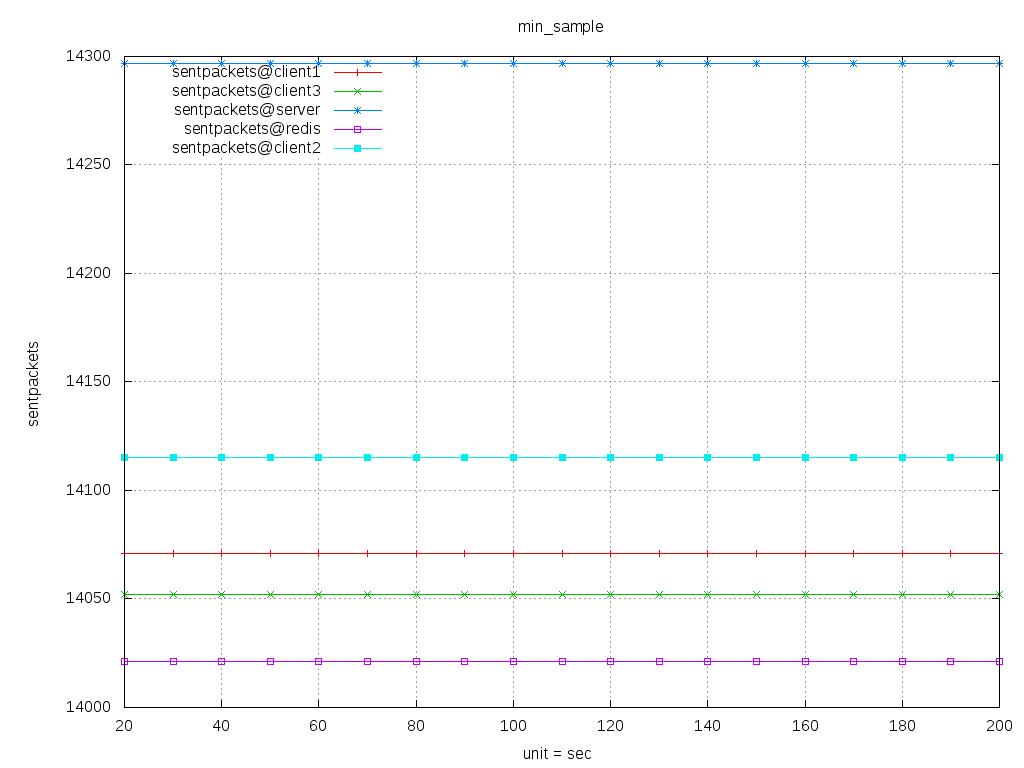 min_sample
14300
14250
14200
14150
14100
14050
14000
sentpackets
sentpackets@client1
sentpackets@client3
sentpackets@server
sentpackets@redis
sentpackets@client2
20 40 60 80 100 120 140 160 180 200
unit = sec